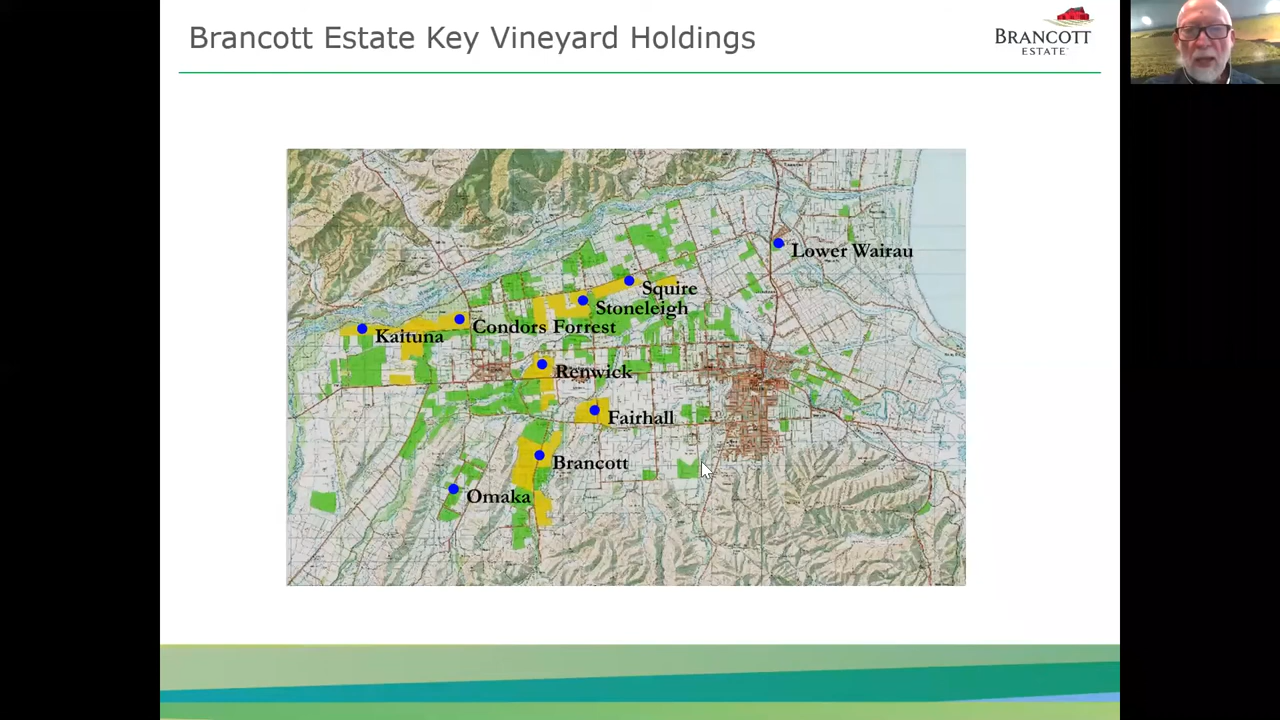 Brancott Estate Key Vineyard Holdings
BRANCOTT
ESTATE
Lower Wairau
Squire
Stoneleigh
Condors Forrest
Kaituna
Renwick
Fairhall
Brancott
Omaka